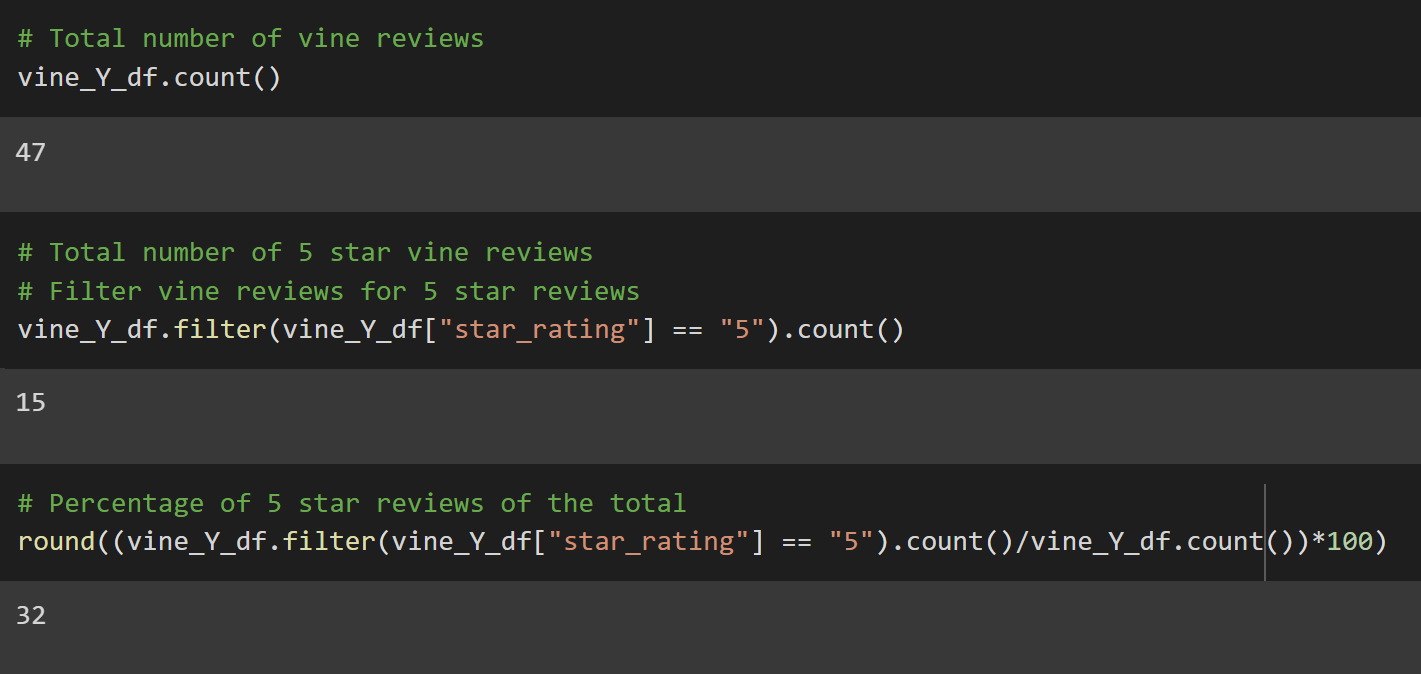 # Total number of vine reviews
vine_Y_df.count()
47
# Total number of 5 star vine reviews
# Filter vine reviews for 5 star reviews
vine_Y_df.filter(vine_Y_df["star_rating"] == "5").count()
15
# Percentage of 5 star reviews of the total
round((vine_Y_df.filter(vine_Y_df["star_rating"] == "5").count()/vine_Y_df.count())*100)
32